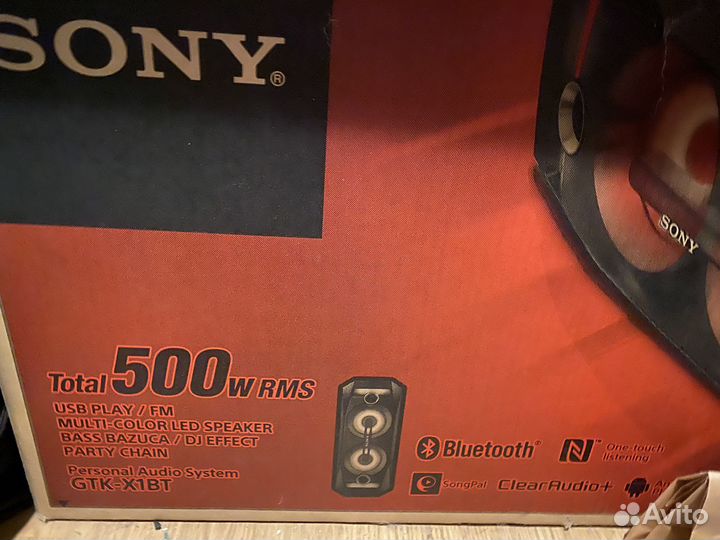 SONY®
SONY
Total 500W RMS
USB PLAY / FM
MULTI-COLOR LED SPEAKER
BASS BAZUCA / DJ EFFECT
PARTY CHAIN
Personal Audio System
GTK-X1BT
Bluetooth®
N™ One-touch
listening
SongPal
ClearAudio+
Avito